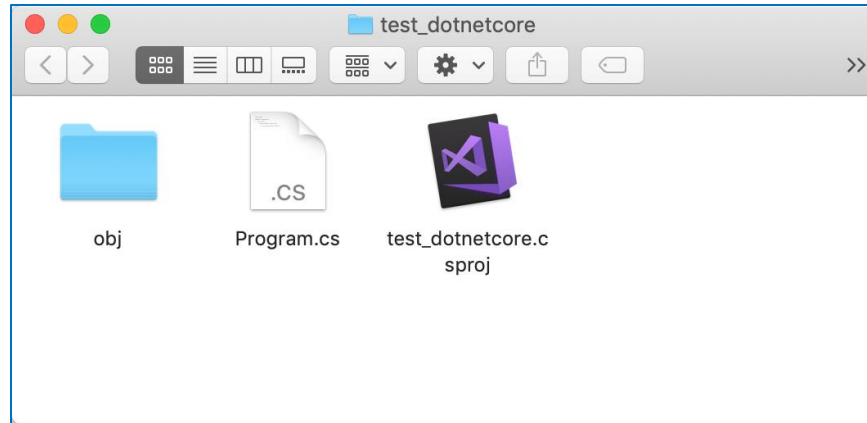 test_dotnetcore
.CS
obj
Program.cs
test_dotnetcore.c
sproj